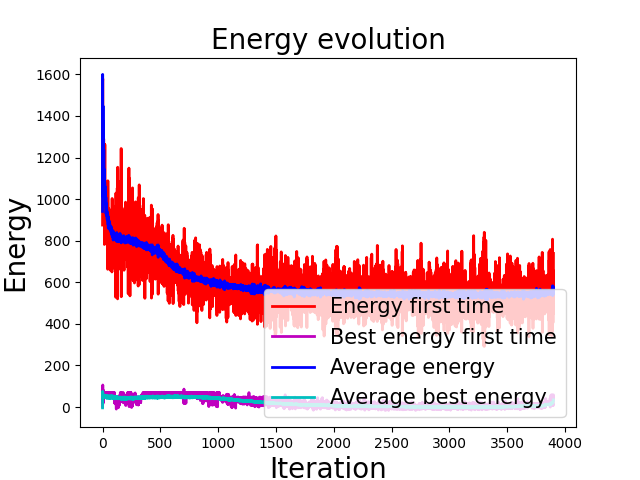 Energy evolution
1600
1400
1200
1000
800
600
400
200
0
Energy
Energy first time
Best energy first time
Average energy
Average best energy
0 500 1000 1500 2000 2500 3000 3500 4000
Iteration